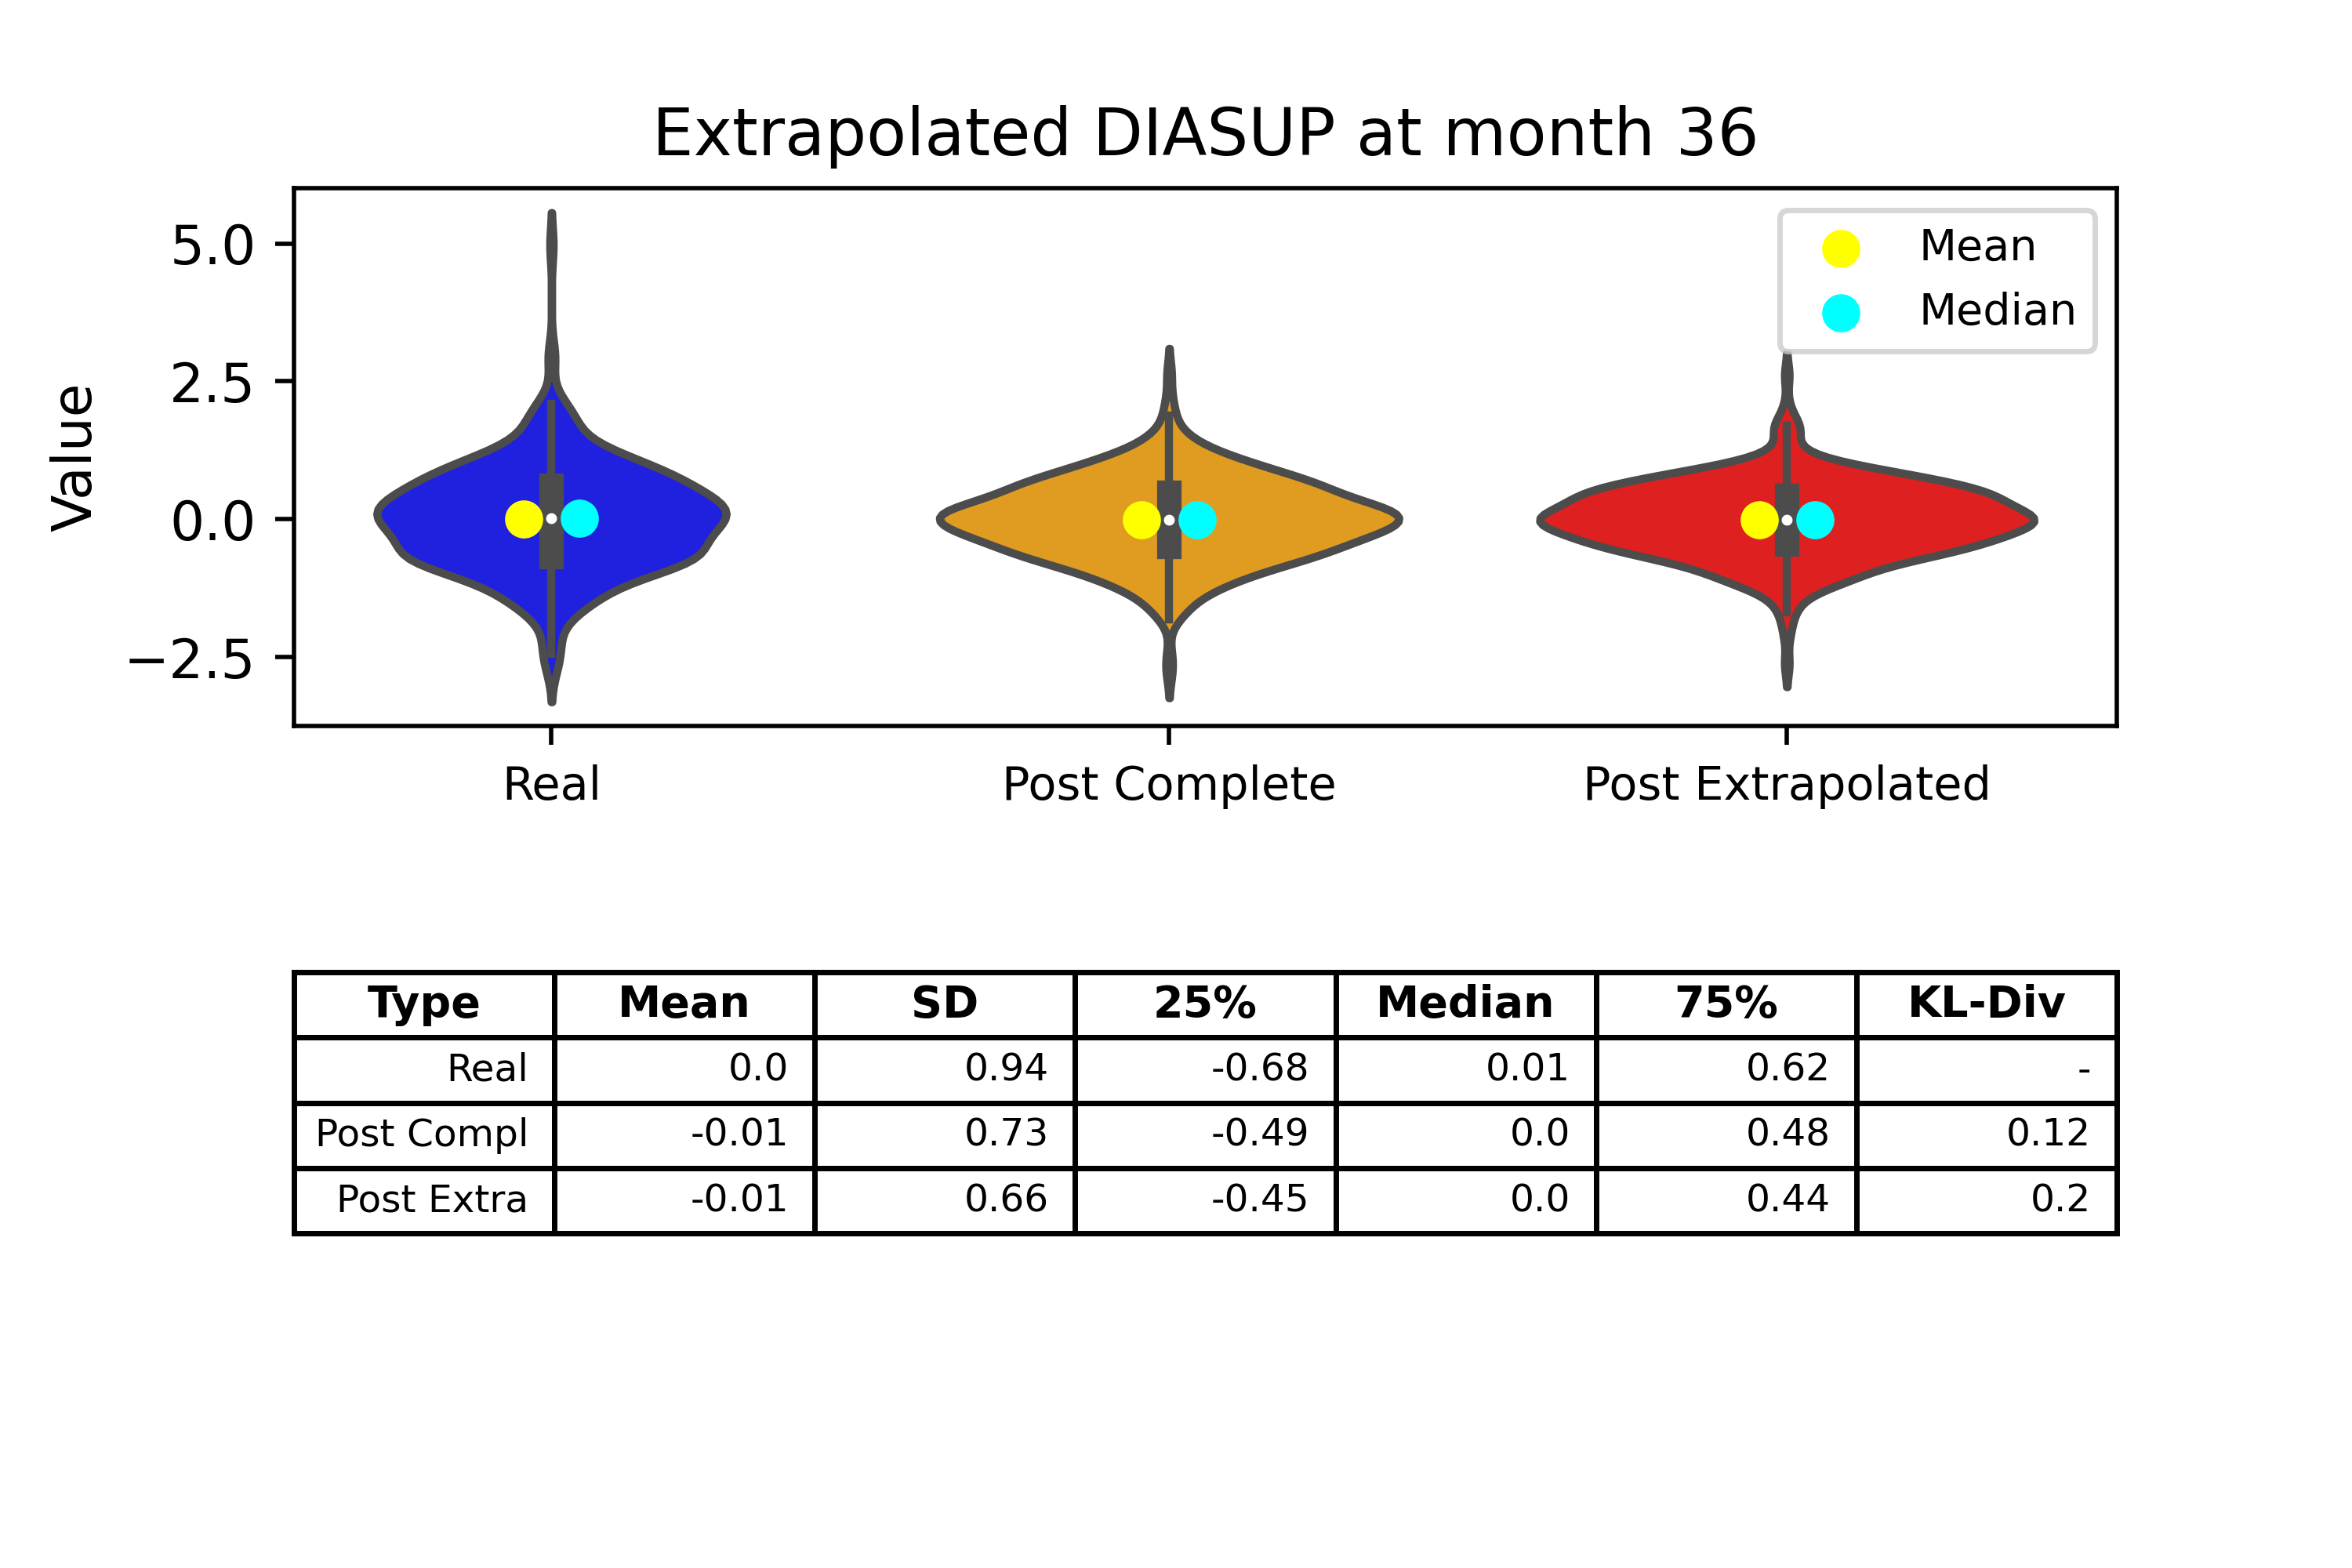 Extrapolated DIASUP at month 36
Value
5.0
2.5
0.0
−2.5
Mean
Median
Real Post Complete Post Extrapolated
Type Mean SD 25% Median 75% KL-Div
Real 0.0 0.94 -0.68 0.01 0.62 -
Post Compl -0.01 0.73 -0.49 0.0 0.48 0.12
Post Extra -0.01 0.66 -0.45 0.0 0.44 0.2